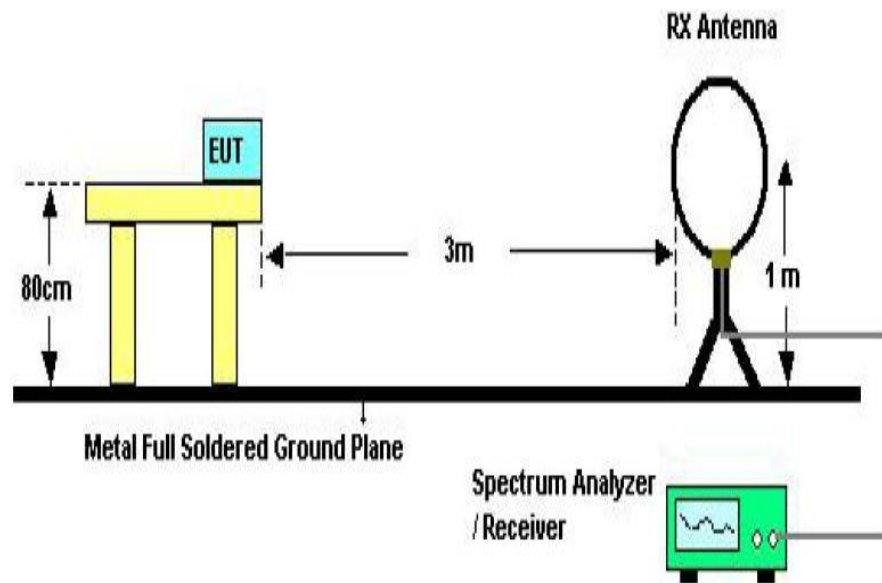 RX Antenna
EUT
3m
80cm
1 m
Metal Full Soldered Ground Plane
Spectrum Analyzer
/ Receiver